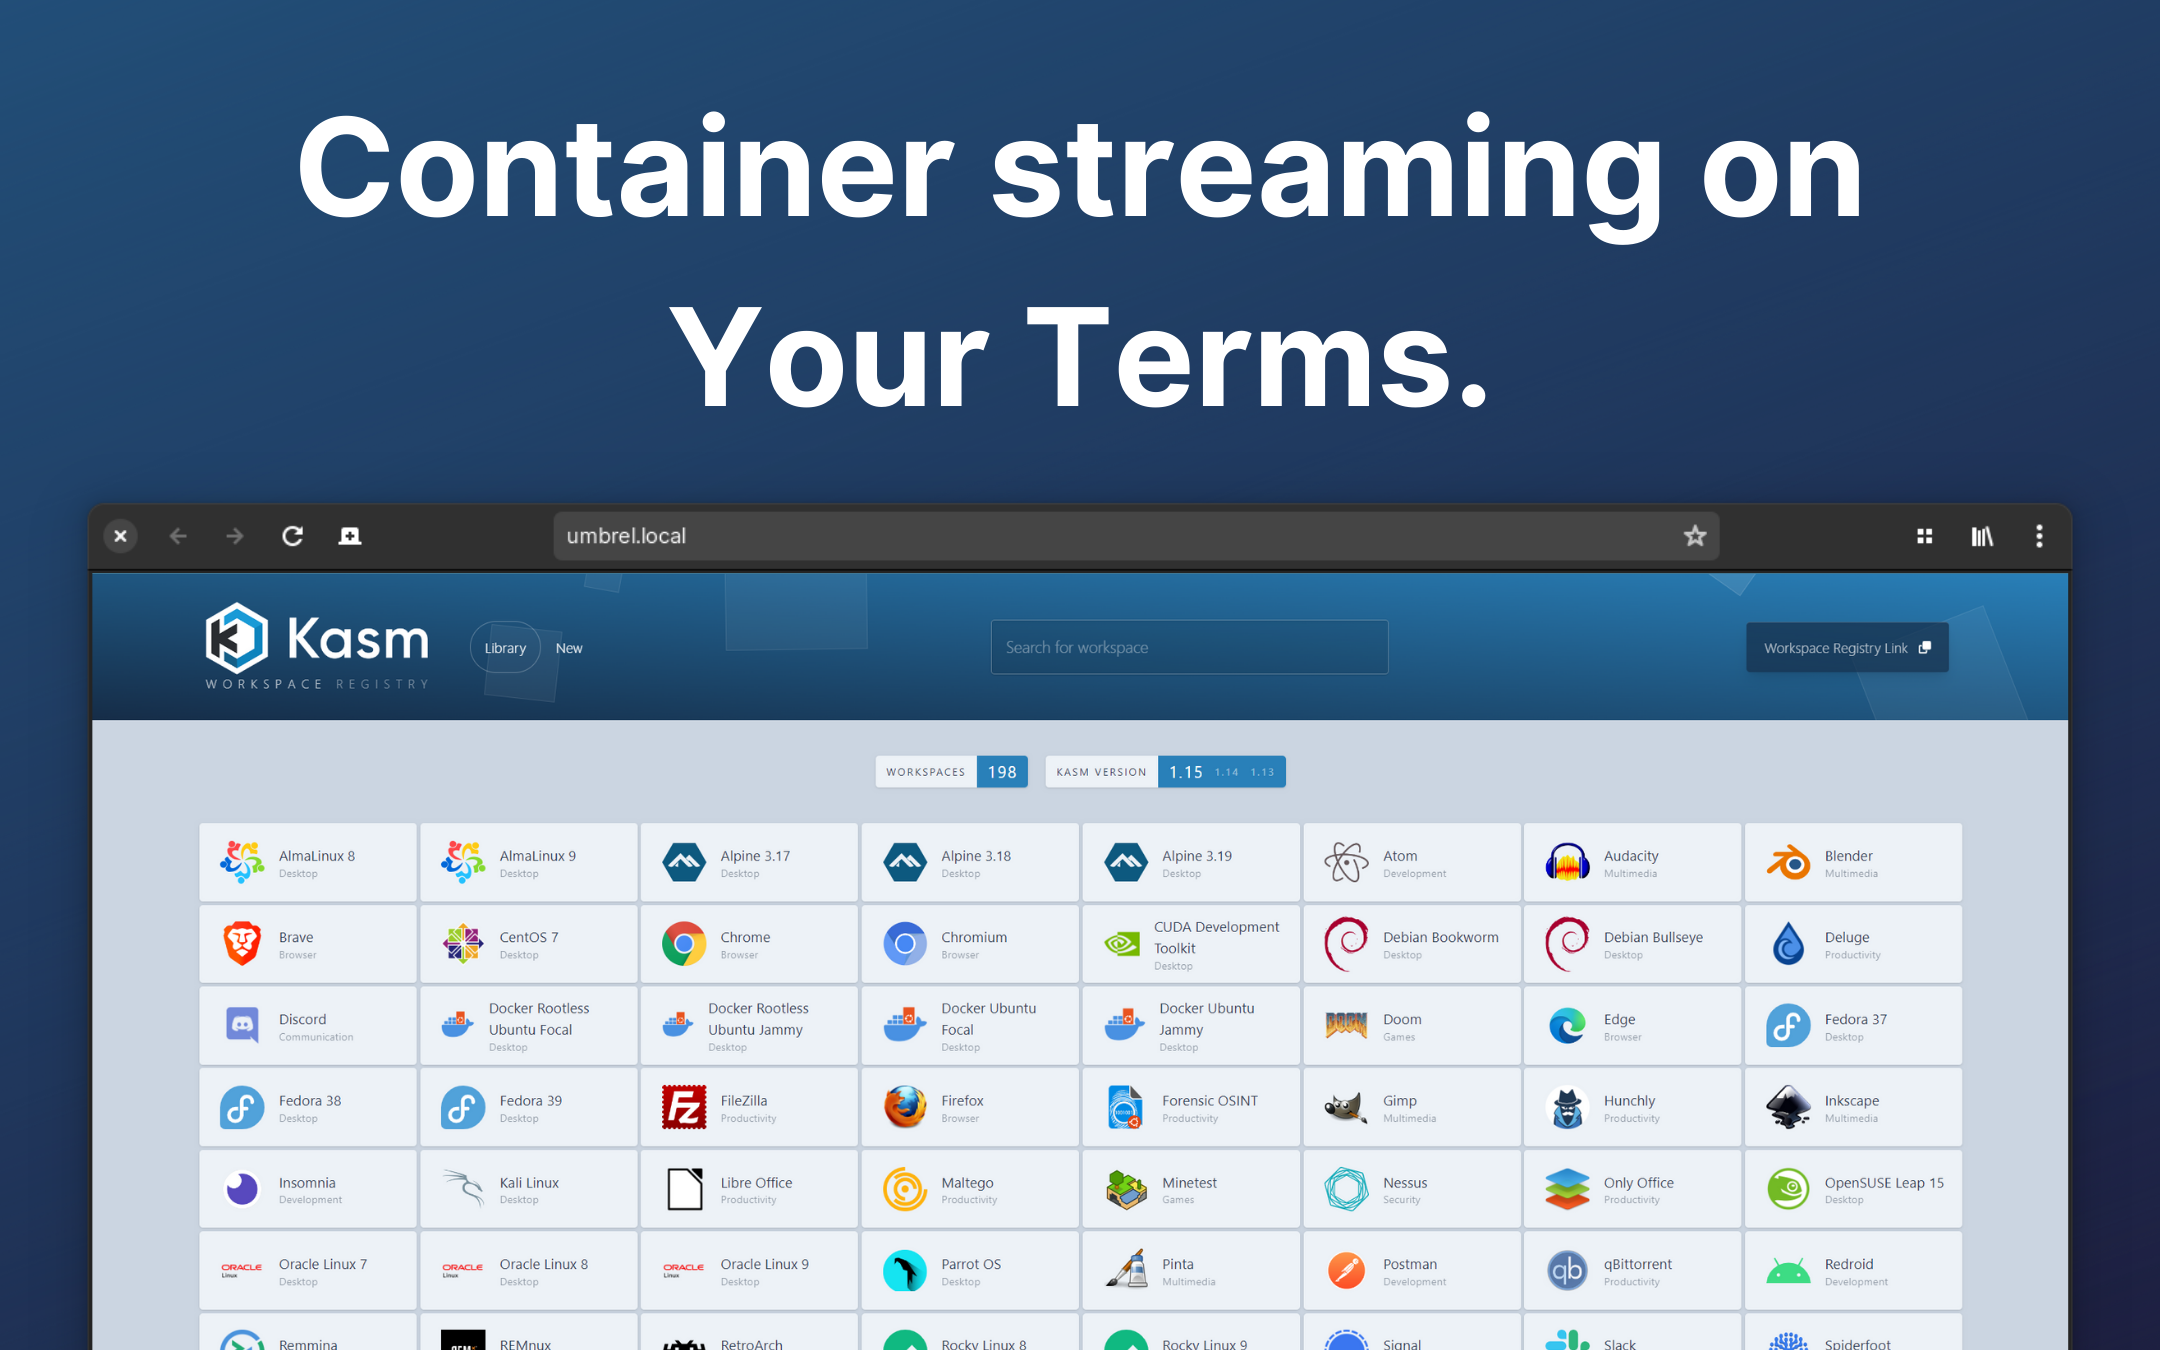 Container streaming on
Your Terms.
umbrel.local
Kasm
WORKSPACE REGISTRY
Library
New
Search for workspace
Workspace Registry Link
WORKSPACES 198
KASM VERSION 1.15 1.14 1.13
AlmaLinux 8
Desktop
AlmaLinux 9
Desktop
Alpine 3.17
Desktop
Alpine 3.18
Desktop
Alpine 3.19
Desktop
Atom
Development
Audacity
Multimedia
Blender
Multimedia
Brave
Browser
CentOS 7
Desktop
Chrome
Browser
Chromium
Browser
CUDA Development
Toolkit
Desktop
Debian Bookworm
Desktop
Debian Bullseye
Desktop
Deluge
Productivity
Discord
Communication
Docker Rootless
Ubuntu Focal
Desktop
Docker Rootless
Ubuntu Jammy
Desktop
Docker Ubuntu
Focal
Desktop
Docker Ubuntu
Jammy
Desktop
DOOM
Doom
Games
Edge
Browser
Fedora 37
Desktop
Fedora 38
Desktop
Fedora 39
Desktop
Fz
FileZilla
Productivity
Firefox
Browser
Forensic OSINT
Productivity
Gimp
Multimedia
Hunchly
Productivity
Inkscape
Multimedia
Insomnia
Development
Kali Linux
Desktop
Libre Office
Productivity
Maltego
Productivity
Minetest
Games
Nessus
Security
Only Office
Productivity
OpenSUSE Leap 15
Desktop
ORACLE
Linux
Oracle Linux 7
Desktop
ORACLE
Linux
Oracle Linux 8
Desktop
ORACLE
Linux
Oracle Linux 9
Desktop
Parrot OS
Desktop
Pinta
Multimedia
Postman
Development
qb
qBittorrent
Productivity
Redroid
Development
Remmina
REMnux
RetroArch
Rocky Linux 8
Rocky Linux 9
Signal
Slack
Spiderfoot